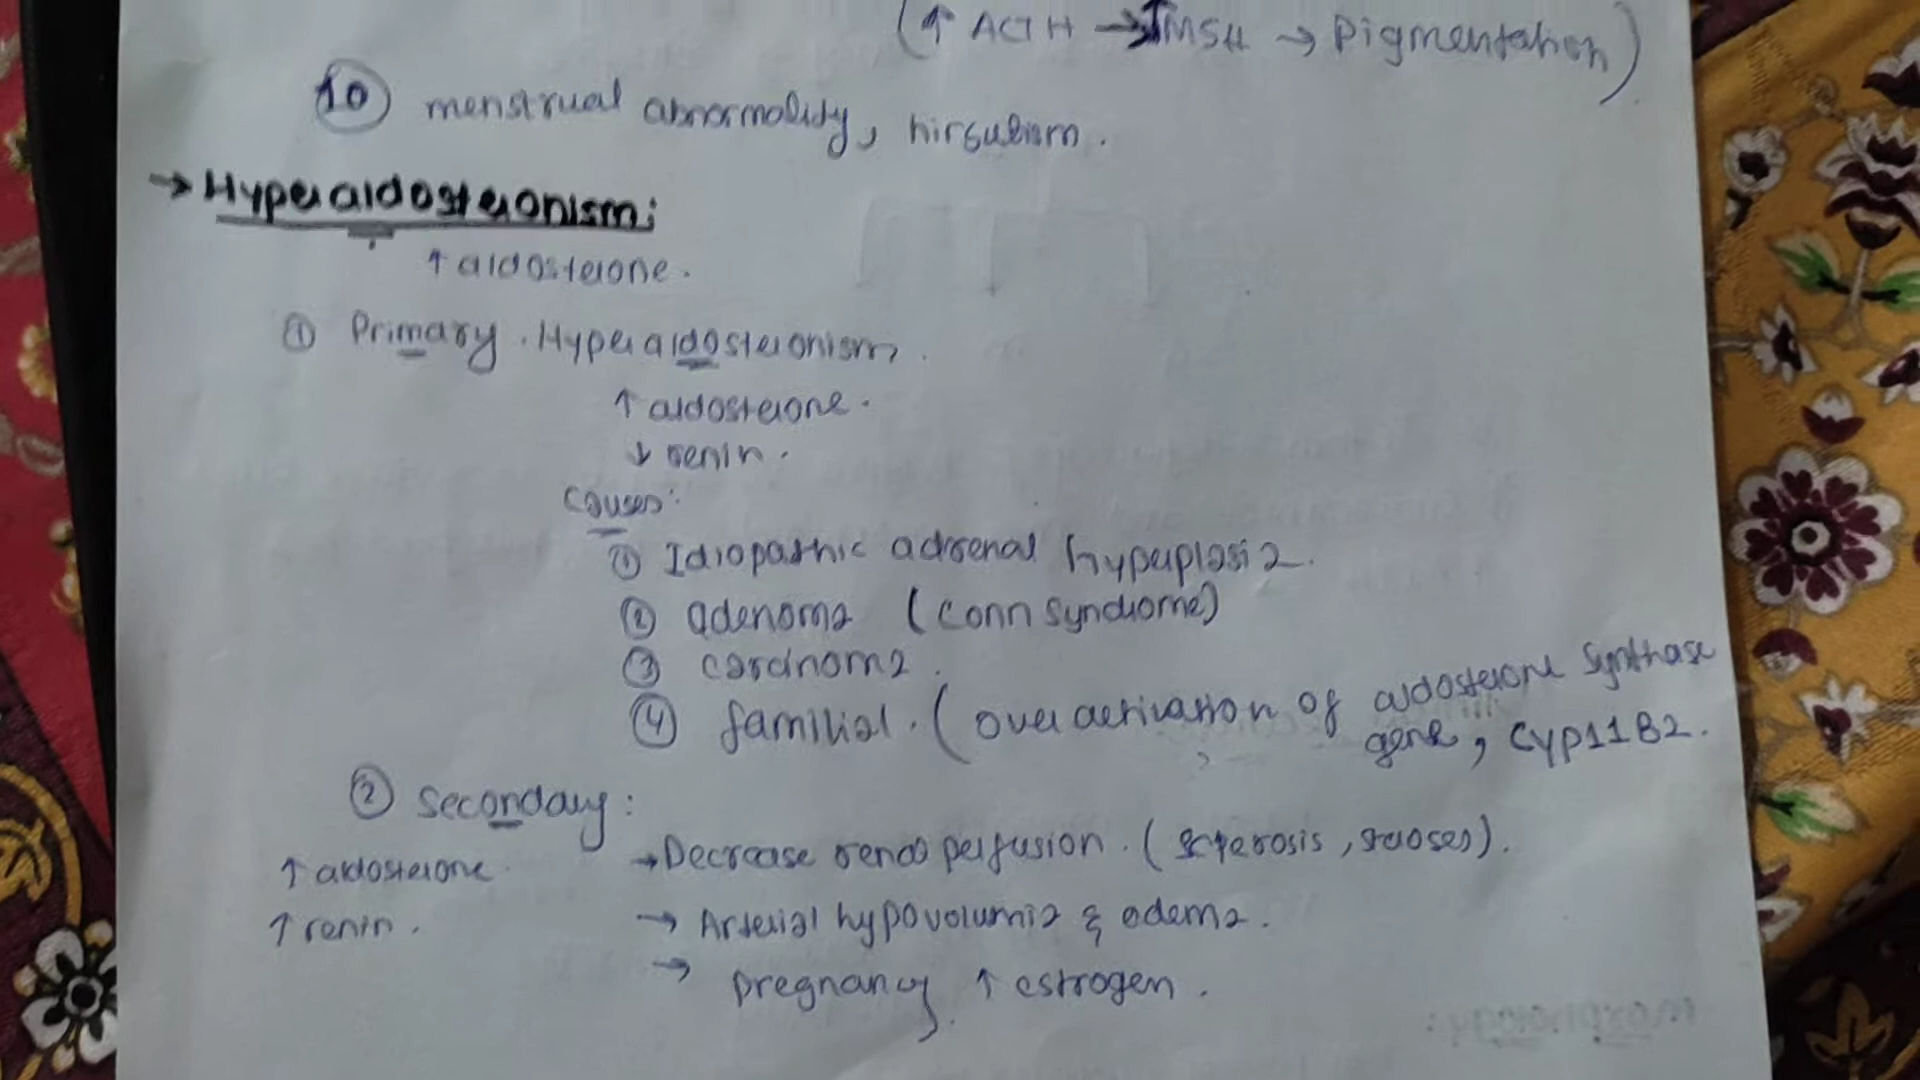 (↑ ACTH → ↑MSH → Pigmentation)
⑩ menstrual abnormality, hirsutism.
→ Hyperaldosteronism:
↑ aldosterone.
① Primary Hyperaldosteronism.
↑ aldosterone.
↓ renin.
Causes:
① Idiopathic adrenal hyperplasia.
② adenoma (Conn syndrome)
③ carcinoma.
④ familial. (over activation of aldosterone synthase
gene, CYP11B2.
② Secondary:
↑ aldosterone. → Decrease renal perfusion. (
↑ renin. → Arterial hypovolumia & edema.
→ pregnancy ↑ estrogen.